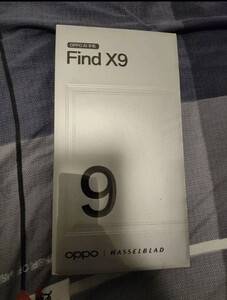 OPPO AI 手机
Find X9
9
oppo | HASSELBLAD